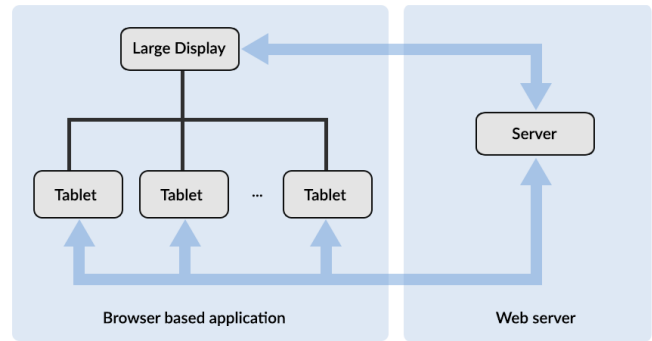 Large Display
Server
Tablet
Tablet
...
Tablet
Browser based application
Web server